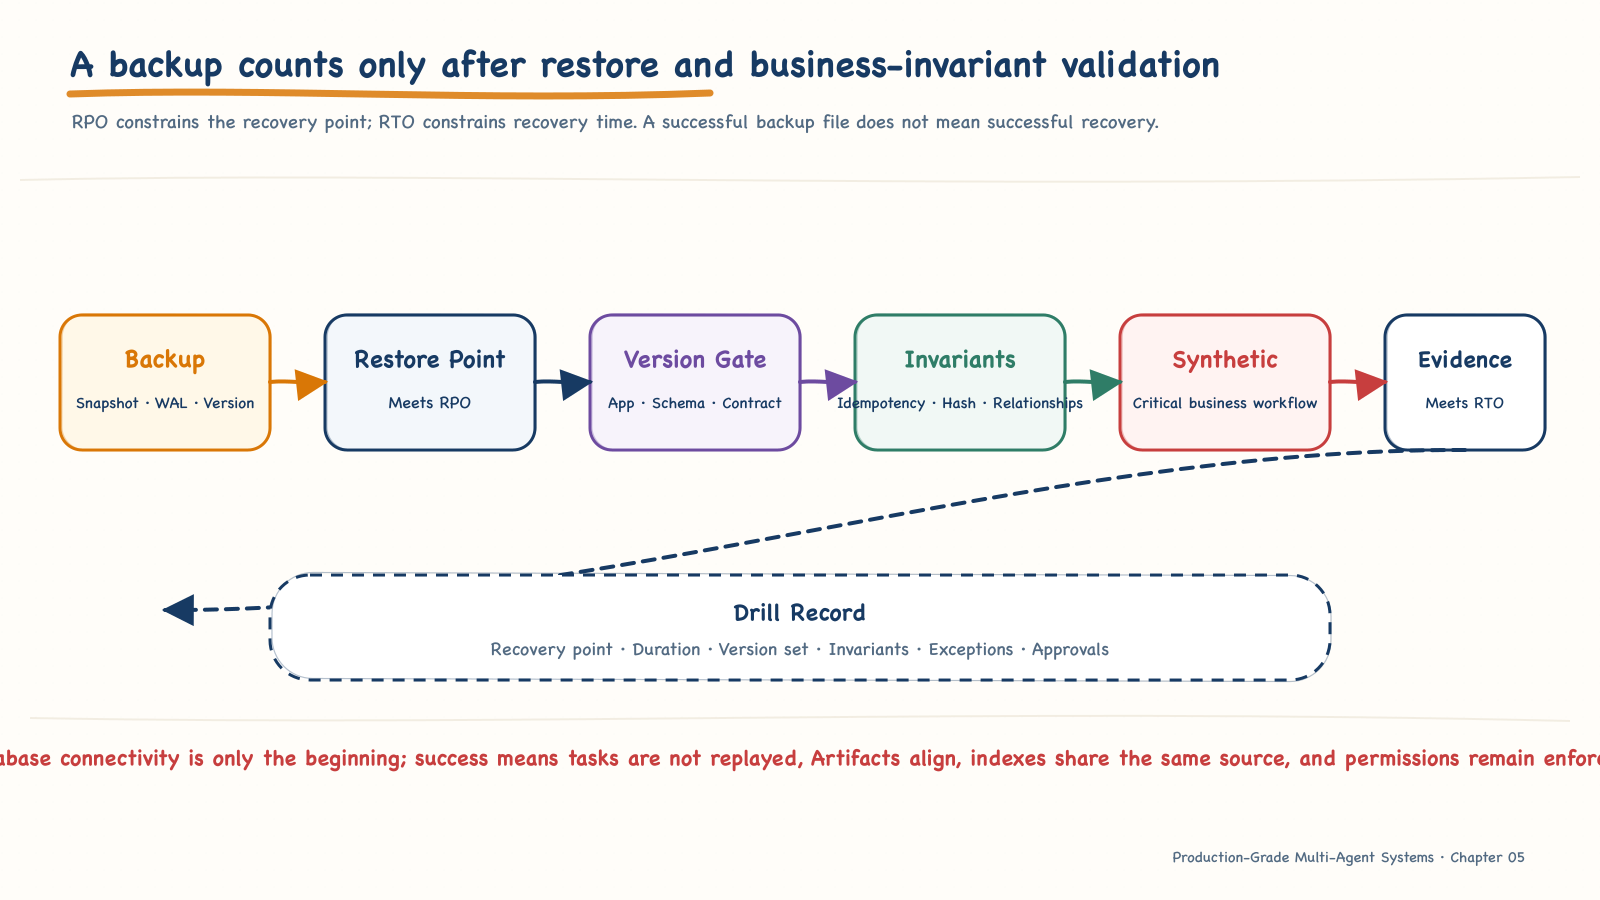 A backup counts only after restore and business-invariant validation
RPO constrains the recovery point; RTO constrains recovery time. A successful backup file does not mean successful recovery.
Backup
Snapshot · WAL · Version
Restore Point
Meets RPO
Version Gate
App · Schema · Contract
Invariants
Idempotency · Hash · Relationships
Synthetic
Critical business workflow
Evidence
Meets RTO
Drill Record
Recovery point · Duration · Version set · Invariants · Exceptions · Approvals
connectivity is only the beginning; success means tasks are not replayed, Artifacts align, indexes share the same source, and permissions remain
Production-Grade Multi-Agent Systems · Chapter 05